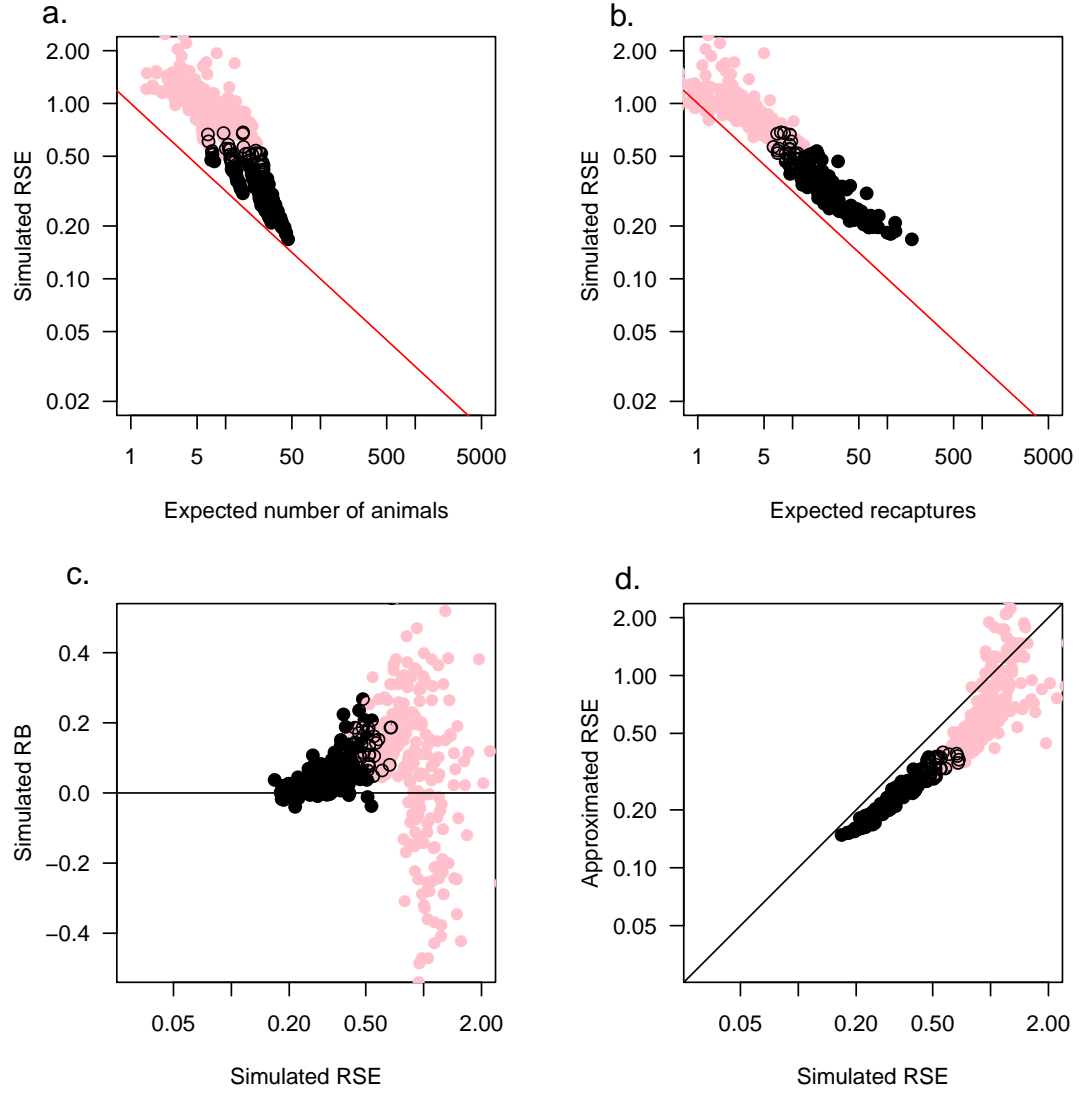 a.
2.00
1.00
0.50
0.20
0.10
0.05
0.02
Simulated RSE
1 5 50 500 5000
Expected number of animals
b.
2.00
1.00
0.50
0.20
0.10
0.05
0.02
Simulated RSE
1 5 50 500 5000
Expected recaptures
c.
0.4
0.2
0.0
−0.2
−0.4
Simulated RB
0.05 0.20 0.50 2.00
Simulated RSE
d.
2.00
1.00
0.50
0.20
0.10
0.05
Approximated RSE
0.05 0.20 0.50 2.00
Simulated RSE